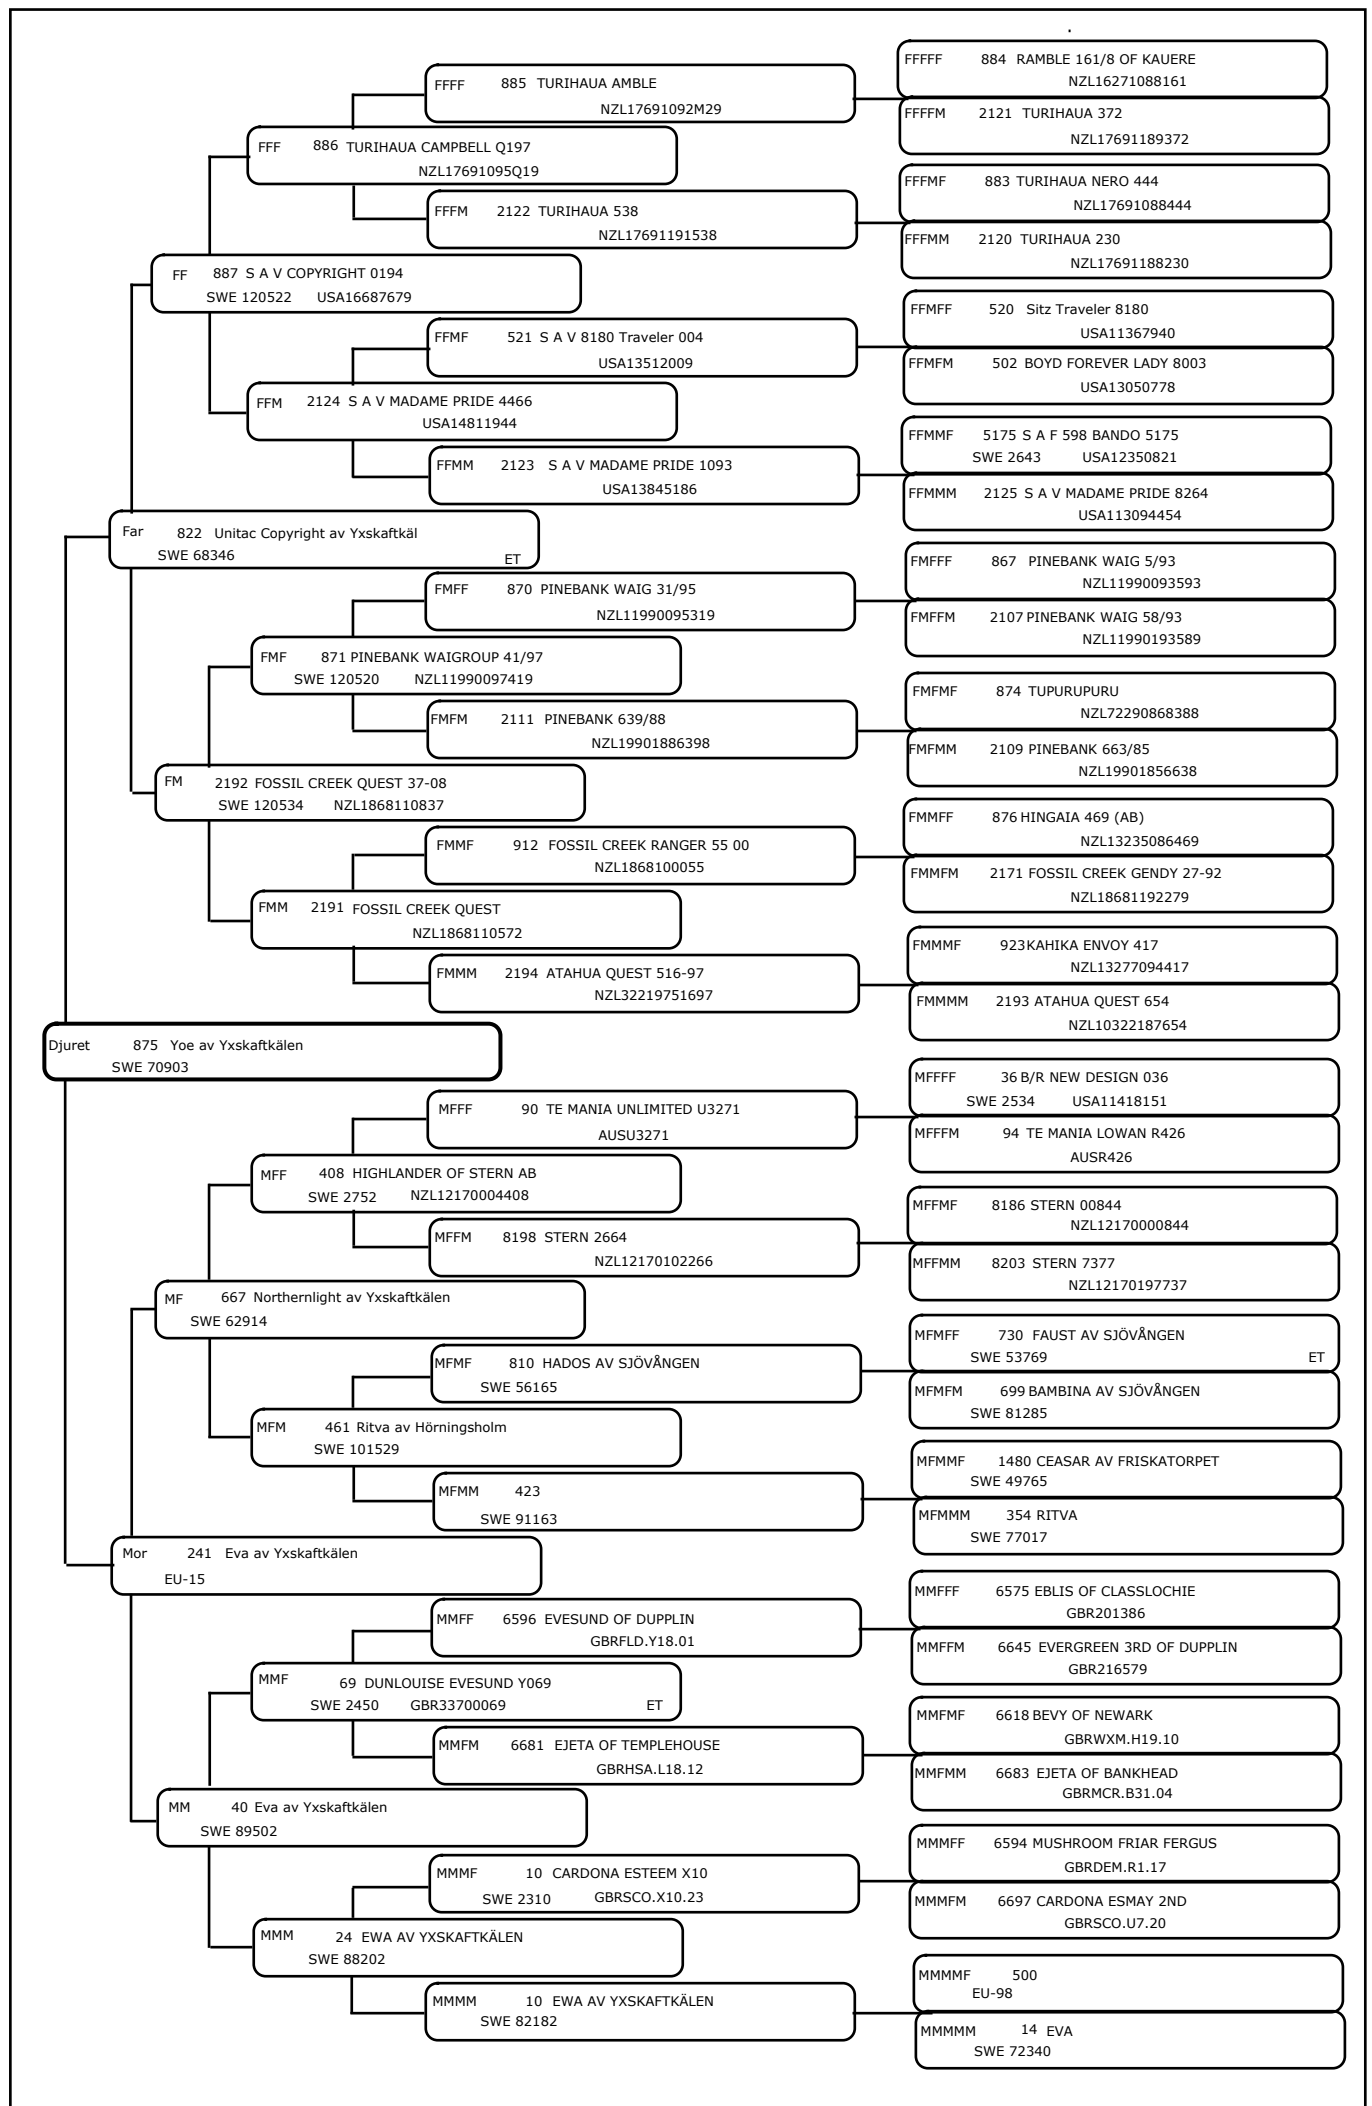 FFFFF 884 RAMBLE 161/8 OF KAUERE
NZL16271088161
FFFF 885 TURIHAUA AMBLE
NZL17691092M29
FFFFM 2121 TURIHAUA 372
NZL17691189372
FFF 886 TURIHAUA CAMPBELL Q197
NZL17691095Q19
FFFMF 883 TURIHAUA NERO 444
NZL17691088444
FFFM 2122 TURIHAUA 538
NZL17691191538
FFFMM 2120 TURIHAUA 230
NZL17691188230
FF 887 S A V COPYRIGHT 0194
SWE 120522 USA16687679
FFMFF 520 Sitz Traveler 8180
USA11367940
FFMF 521 S A V 8180 Traveler 004
USA13512009
FFMFM 502 BOYD FOREVER LADY 8003
USA13050778
FFM 2124 S A V MADAME PRIDE 4466
USA14811944
FFMMF 5175 S A F 598 BANDO 5175
SWE 2643 USA12350821
FFMM 2123 S A V MADAME PRIDE 1093
USA13845186
FFMMM 2125 S A V MADAME PRIDE 8264
USA113094454
Far 822 Unitac Copyright av Yxskaftkäl
SWE 68346 ET
FMFFF 867 PINEBANK WAIG 5/93
NZL11990093593
FMFF 870 PINEBANK WAIG 31/95
NZL11990095319
FMFFM 2107 PINEBANK WAIG 58/93
NZL11990193589
FMF 871 PINEBANK WAIGROUP 41/97
SWE 120520 NZL11990097419
FMFMF 874 TUPURUPURU
NZL72290868388
FMFM 2111 PINEBANK 639/88
NZL19901886398
FMFMM 2109 PINEBANK 663/85
NZL19901856638
FM 2192 FOSSIL CREEK QUEST 37-08
SWE 120534 NZL1868110837
FMMFF 876 HINGAIA 469 (AB)
NZL13235086469
FMMF 912 FOSSIL CREEK RANGER 55 00
NZL1868100055
FMMFM 2171 FOSSIL CREEK GENDY 27-92
NZL18681192279
FMM 2191 FOSSIL CREEK QUEST
NZL1868110572
FMMMF 923 KAHIKA ENVOY 417
NZL13277094417
FMMM 2194 ATAHUA QUEST 516-97
NZL32219751697
FMMMM 2193 ATAHUA QUEST 654
NZL10322187654
Djuret 875 Yoe av Yxskaftkälen
SWE 70903
MFFFF 36 B/R NEW DESIGN 036
SWE 2534 USA11418151
MFFF 90 TE MANIA UNLIMITED U3271
AUSU3271
MFFFM 94 TE MANIA LOWAN R426
AUSR426
MFF 408 HIGHLANDER OF STERN AB
SWE 2752 NZL12170004408
MFFMF 8186 STERN 00844
NZL12170000844
MFFM 8198 STERN 2664
NZL12170102266
MFFMM 8203 STERN 7377
NZL12170197737
MF 667 Northernlight av Yxskaftkälen
SWE 62914
MFMFF 730 FAUST AV SJÖVÅNGEN
SWE 53769 ET
MFMF 810 HADOS AV SJÖVÅNGEN
SWE 56165
MFMFM 699 BAMBINA AV SJÖVÅNGEN
SWE 81285
MFM 461 Ritva av Hörningsholm
SWE 101529
MFMMF 1480 CEASAR AV FRISKATORPET
SWE 49765
MFMM 423
SWE 91163
MFMMM 354 RITVA
SWE 77017
Mor 241 Eva av Yxskaftkälen
EU-15
MMFFF 6575 EBLIS OF CLASSLOCHIE
GBR201386
MMFF 6596 EVESUND OF DUPPLIN
GBRFLD.Y18.01
MMFFM 6645 EVERGREEN 3RD OF DUPPLIN
GBR216579
MMF 69 DUNLOUISE EVESUND Y069
SWE 2450 GBR33700069 ET
MMFMF 6618 BEVY OF NEWARK
GBRWXM.H19.10
MMFM 6681 EJETA OF TEMPLEHOUSE
GBRHSA.L18.12
MMFMM 6683 EJETA OF BANKHEAD
GBRMCR.B31.04
MM 40 Eva av Yxskaftkälen
SWE 89502
MMMFF 6594 MUSHROOM FRIAR FERGUS
GBRDEM.R1.17
MMMF 10 CARDONA ESTEEM X10
SWE 2310 GBRSCO.X10.23
MMMFM 6697 CARDONA ESMAY 2ND
GBRSCO.U7.20
MMM 24 EWA AV YXSKAFTKÄLEN
SWE 88202
MMMMF 500
EU-98
MMMM 10 EWA AV YXSKAFTKÄLEN
SWE 82182
MMMMM 14 EVA
SWE 72340